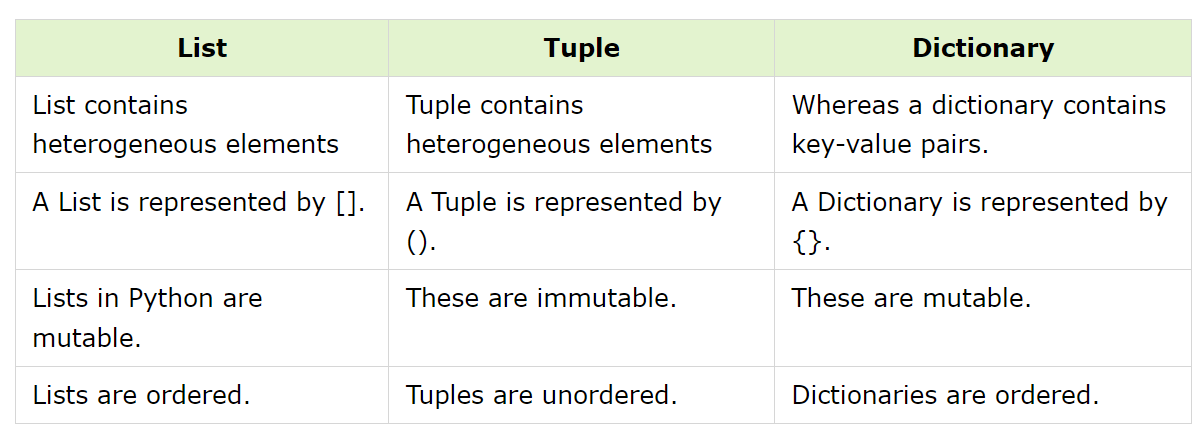 List
Tuple
Dictionary
List contains
heterogeneous elements
Tuple contains
heterogeneous elements
Whereas a dictionary contains
key-value pairs.
A List is represented by [].
A Tuple is represented by
().
A Dictionary is represented by
{}.
Lists in Python are
mutable.
These are immutable.
These are mutable.
Lists are ordered.
Tuples are unordered.
Dictionaries are ordered.